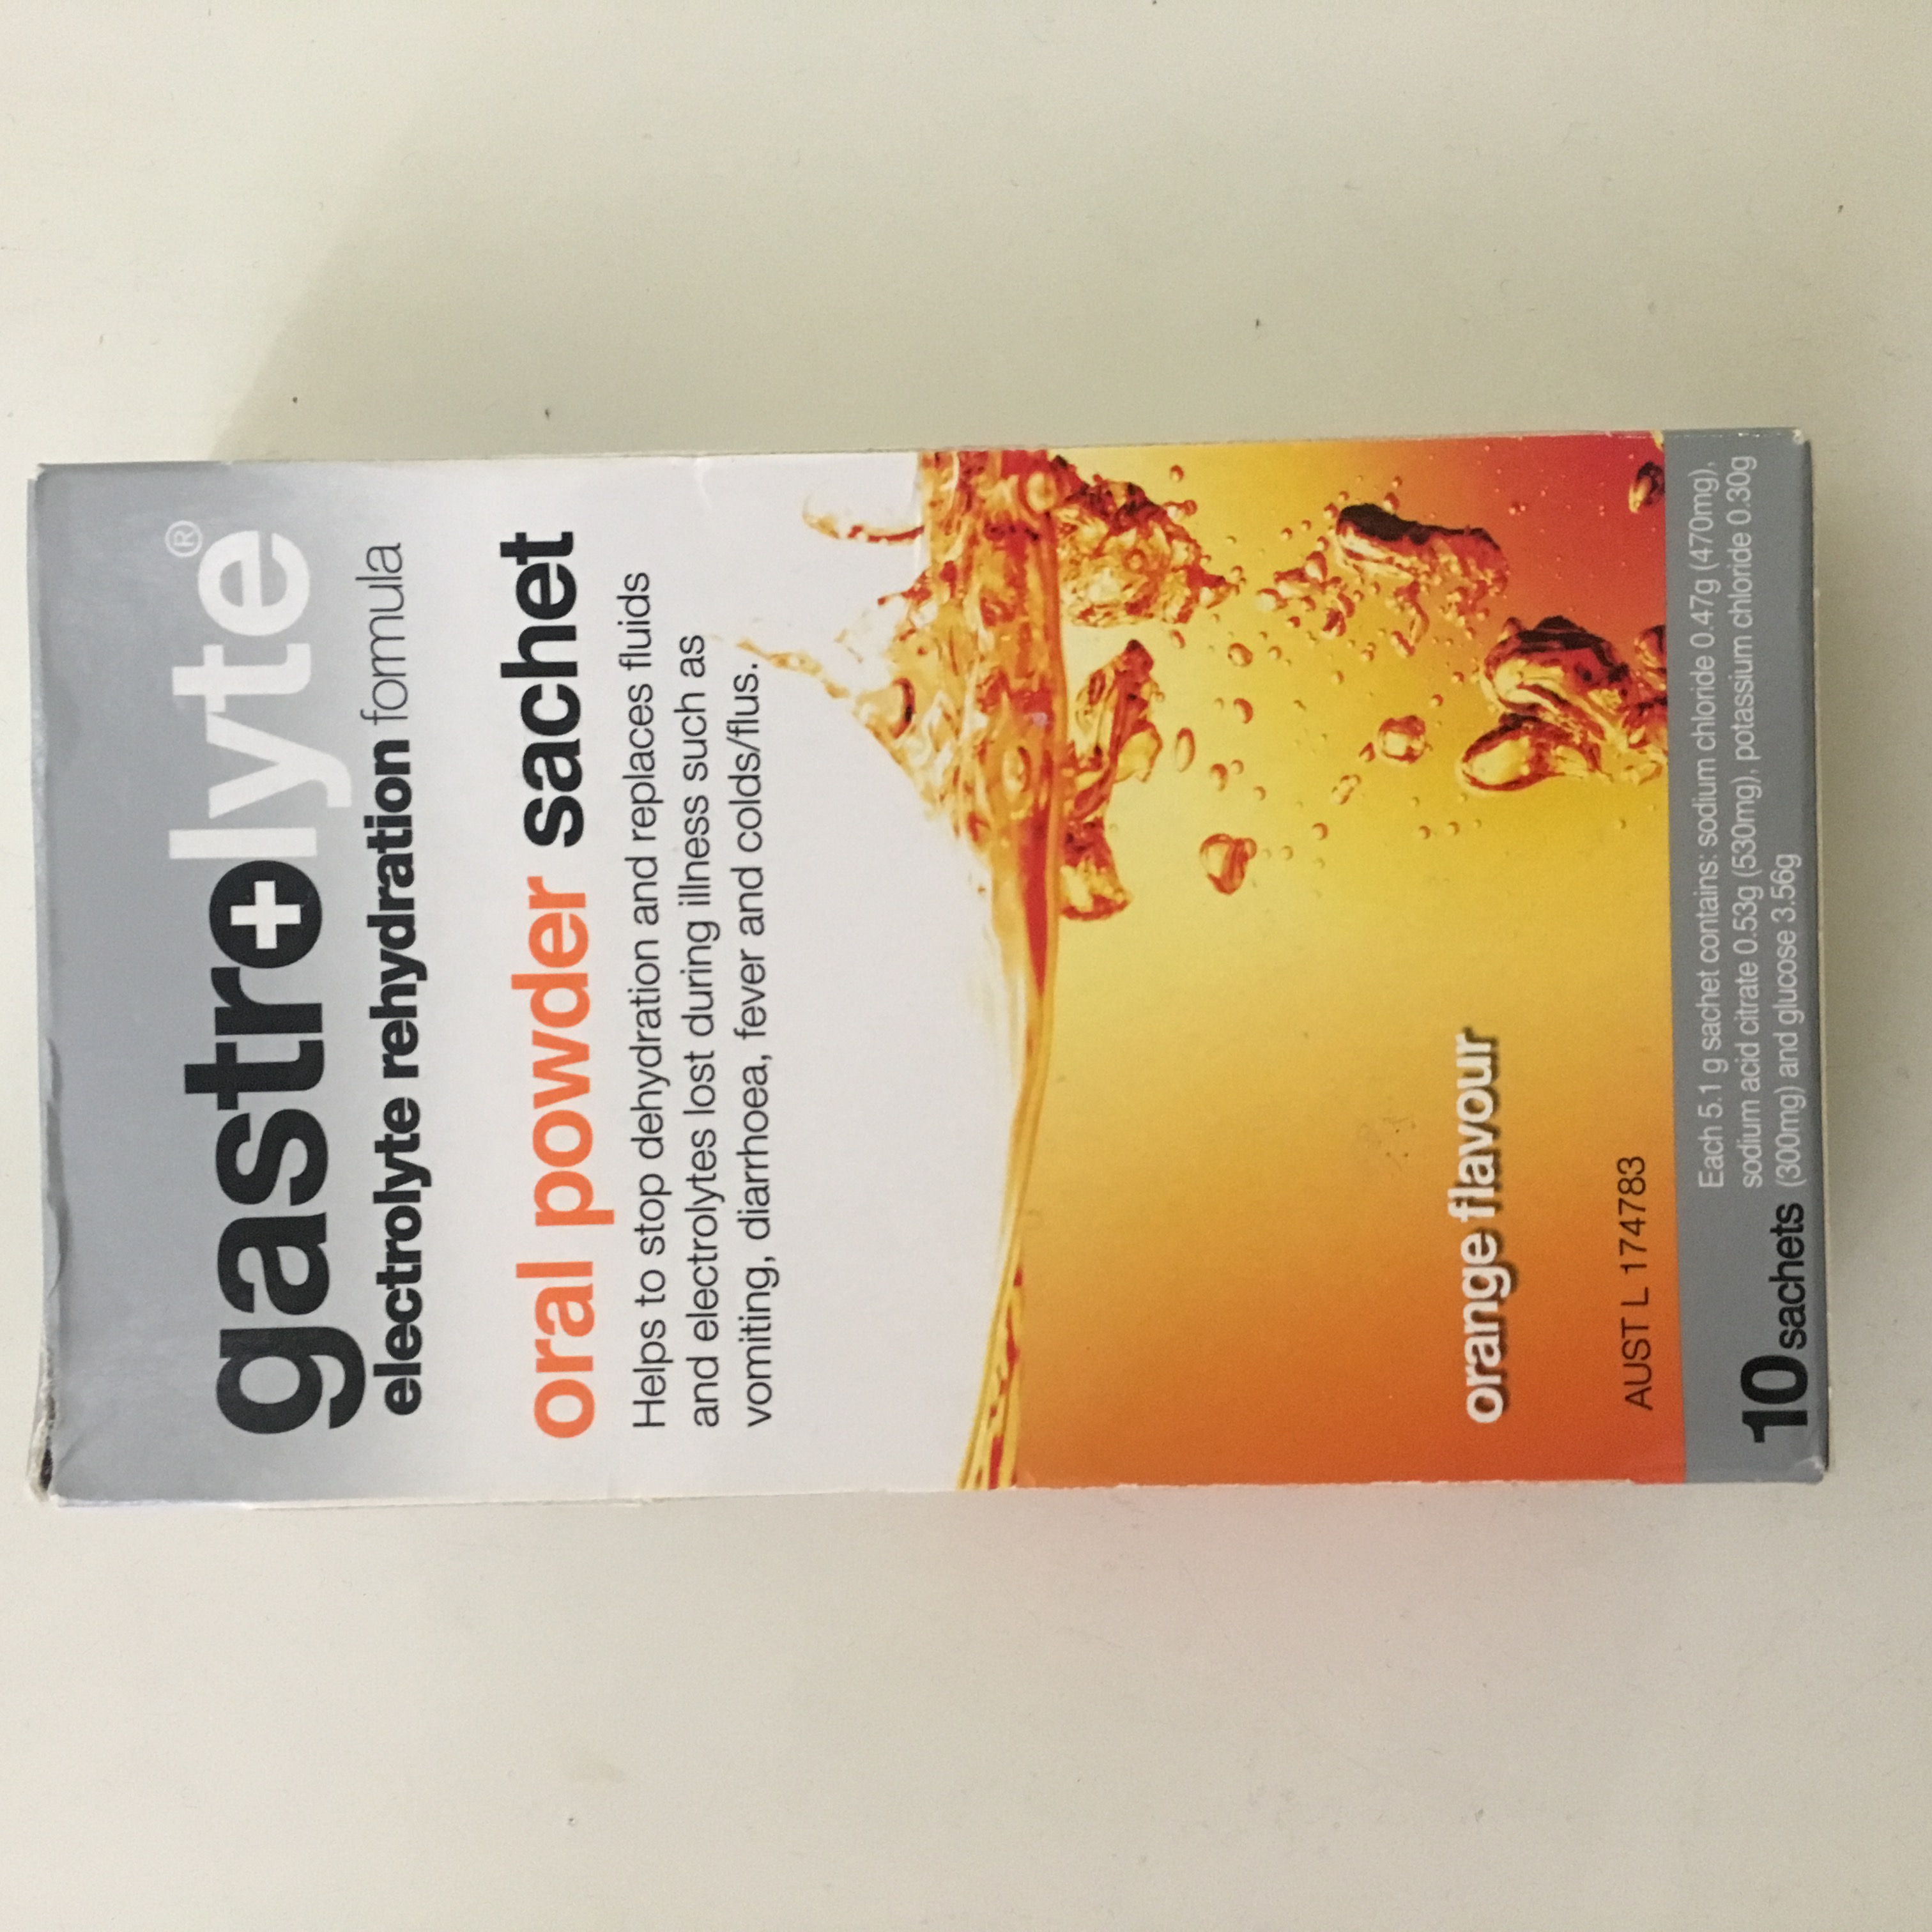 gastrolyte®
electrolyte rehydration formula
oral powder sachet
Helps to stop dehydration and replaces fluids
and electrolytes lost during illness such as
vomiting, diarrhoea, fever and colds/flus.
orange flavour
AUST L 174783
10 sachets
Each 5.1 g sachet contains: sodium chloride 0.47g (470mg),
sodium acid citrate 0.53g (530mg), potassium chloride 0.30g
(300mg) and glucose 3.56g